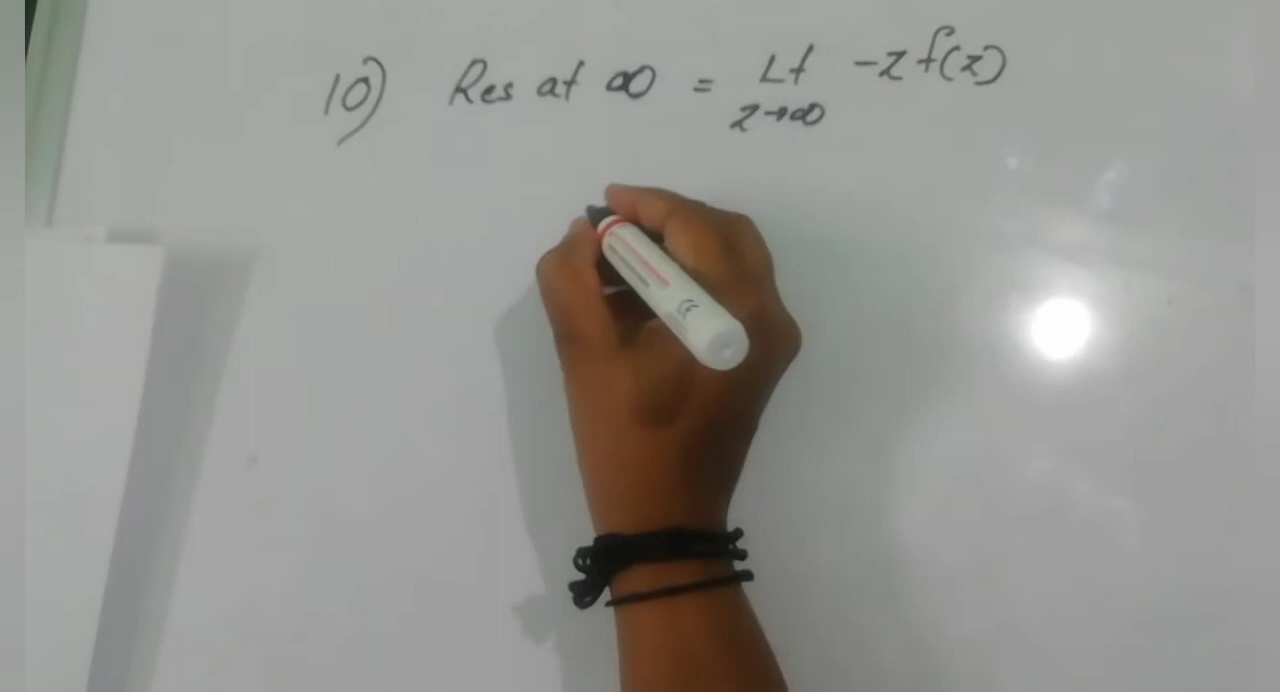 10) Res at ∞ = Lt -z f(z)
z→∞